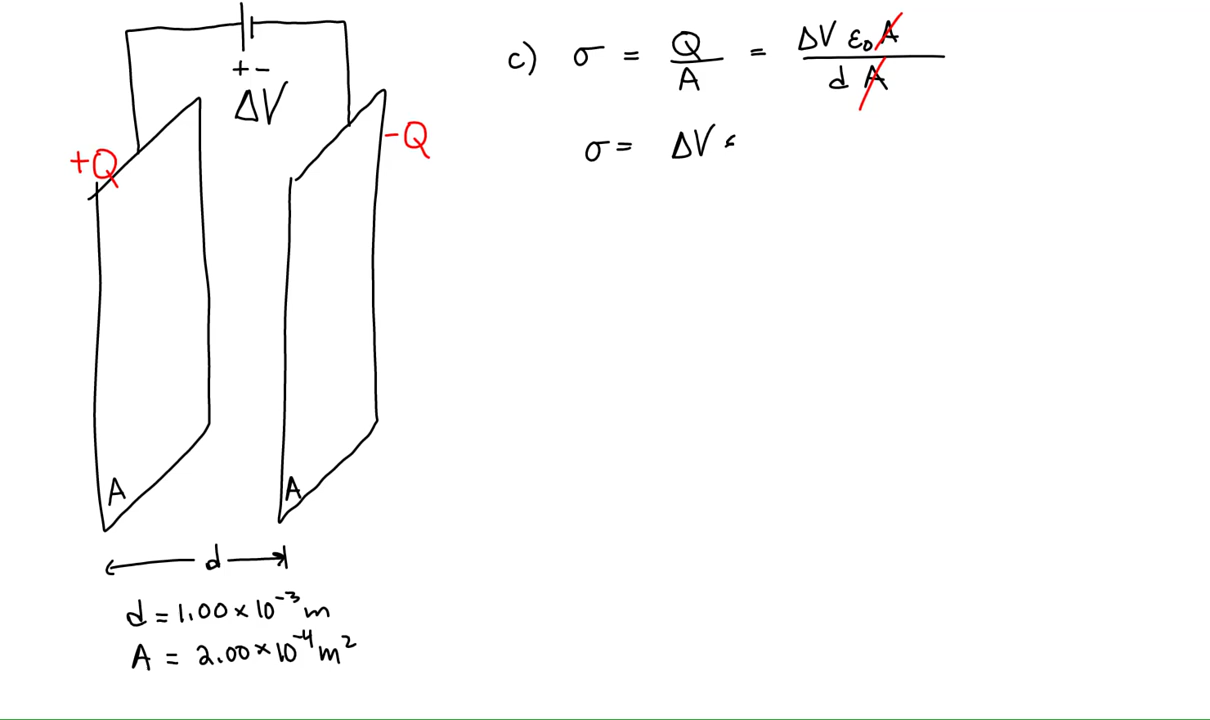 + -
ΔV
+Q
-Q
A
A
d
d = 1.00 × 10⁻³ m
A = 2.00 × 10⁻⁴ m²
c) σ = Q/A = ΔV ε₀ A / d A
σ = ΔV